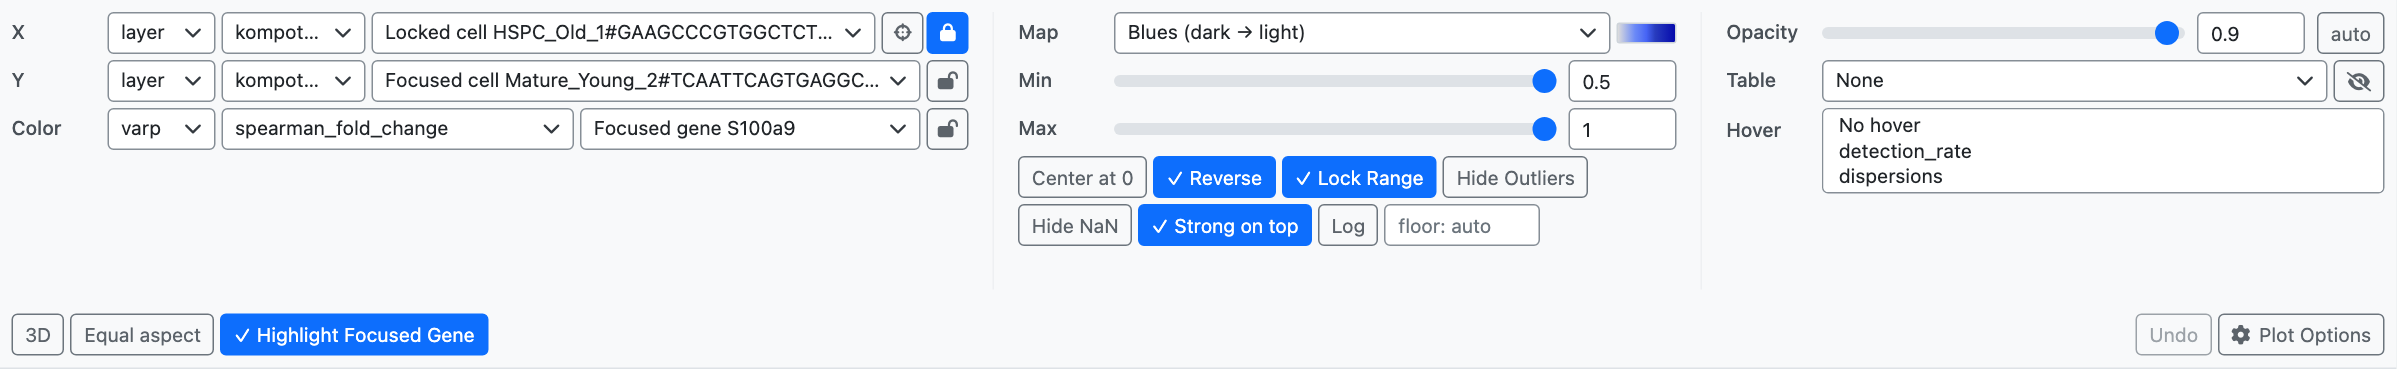 X layer kompot... Locked cell HSPC_Old_1#GAAGCCCGTGGCTCT...
Y layer kompot... Focused cell Mature_Young_2#TCAATTCAGTGAGGC...
Color varp spearman_fold_change Focused gene S100a9
Map Blues (dark → light)
Min 0.5
Max 1
Center at 0 ✓ Reverse ✓ Lock Range Hide Outliers
Hide NaN ✓ Strong on top Log floor: auto
Opacity 0.9 auto
Table None
Hover No hover
detection_rate
dispersions
3D Equal aspect ✓ Highlight Focused Gene Undo Plot Options